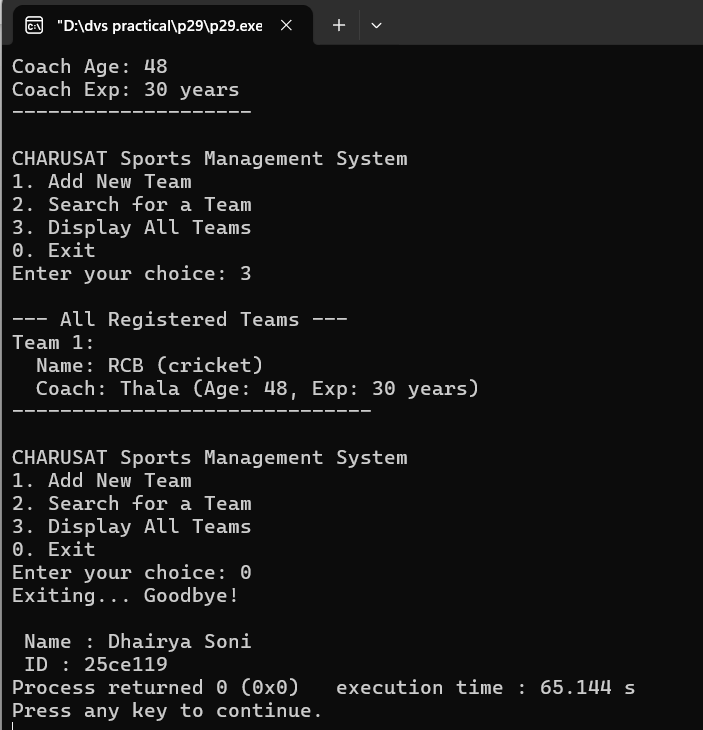 "D:\dvs practical\p29\p29.exe
Coach Age: 48
Coach Exp: 30 years
--------------------
CHARUSAT Sports Management System
1. Add New Team
2. Search for a Team
3. Display All Teams
0. Exit
Enter your choice: 3
--- All Registered Teams ---
Team 1:
  Name: RCB (cricket)
  Coach: Thala (Age: 48, Exp: 30 years)
------------------------------
CHARUSAT Sports Management System
1. Add New Team
2. Search for a Team
3. Display All Teams
0. Exit
Enter your choice: 0
Exiting... Goodbye!
 Name : Dhairya Soni
 ID : 25ce119
Process returned 0 (0x0)   execution time : 65.144 s
Press any key to continue.